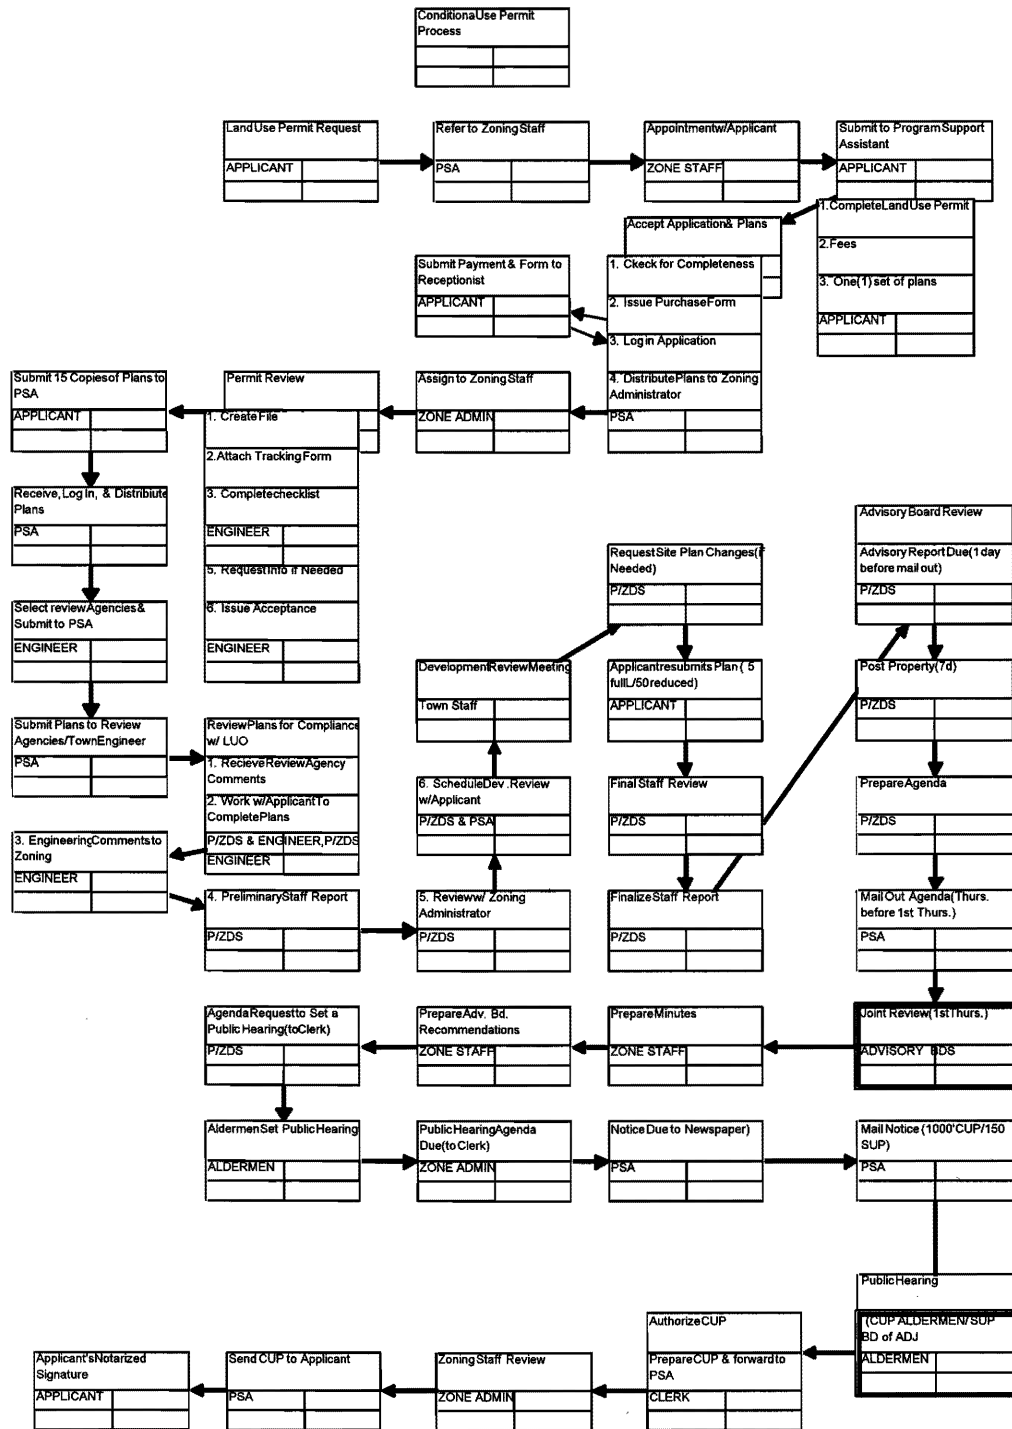 Conditiona Use Permit
Process
Land Use Permit Request
APPLICANT
Refer to Zoning Staff
PSA
Appointment w/Applicant
ZONE STAFF
Submit to Program Support
Assistant
APPLICANT
1. Complete Land Use Permit
2. Fees
3. One(1) set of plans
APPLICANT
Accept Application & Plans
1. Ckeck for Completeness
2. Issue Purchase Form
3. Log in Application
4. Distribute Plans to Zoning
Administrator
PSA
Submit Payment & Form to
Receptionist
APPLICANT
Assign to Zoning Staff
ZONE ADMIN
Permit Review
1. Create File
2. Attach Tracking Form
3. Complete checklist
ENGINEER
5. Request Info if Needed
6. Issue Acceptance
ENGINEER
Submit 15 Copies of Plans to
PSA
APPLICANT
Receive, Log In, & Distribiute
Plans
PSA
Select review Agencies &
Submit to PSA
ENGINEER
Submit Plans to Review
Agencies/Town Engineer
PSA
Review Plans for Compliance
w/ LUO
1. Recieve Review Agency
Comments
2. Work w/Applicant To
Complete Plans
P/ZDS & ENGINEER, P/ZDS
ENGINEER
3. Engineering Comments to
Zoning
ENGINEER
4. Preliminary Staff Report
P/ZDS
5. Review w/ Zoning
Administrator
P/ZDS
6. Schedule Dev. Review
w/Applicant
P/ZDS & PSA
Development Review Meeting
Town Staff
Request Site Plan Changes (if
Needed)
P/ZDS
Applicant resubmits Plan ( 5
fullL/50 reduced)
APPLICANT
Final Staff Review
P/ZDS
Finalize Staff Report
P/ZDS
Advisory Board Review
Advisory Report Due (1 day
before mail out)
P/ZDS
Post Property (7d)
P/ZDS
Prepare Agenda
P/ZDS
Mail Out Agenda (Thurs.
before 1st Thurs.)
PSA
Joint Review (1st Thurs.)
ADVISORY BDS
Prepare Minutes
ZONE STAFF
Prepare Adv. Bd.
Recommendations
ZONE STAFF
Agenda Request to Set a
Public Hearing (to Clerk)
P/ZDS
Aldermen Set Public Hearing
ALDERMEN
Public Hearing Agenda
Due (to Clerk)
ZONE ADMIN
Notice Due to Newspaper)
PSA
Mail Notice (1000' CUP/150
SUP)
PSA
Public Hearing
(CUP ALDERMEN/ SUP
BD of ADJ
ALDERMEN
Authorize CUP
Prepare CUP & forward to
PSA
CLERK
Zoning Staff Review
ZONE ADMIN
Send CUP to Applicant
PSA
Applicant's Notarized
Signature
APPLICANT